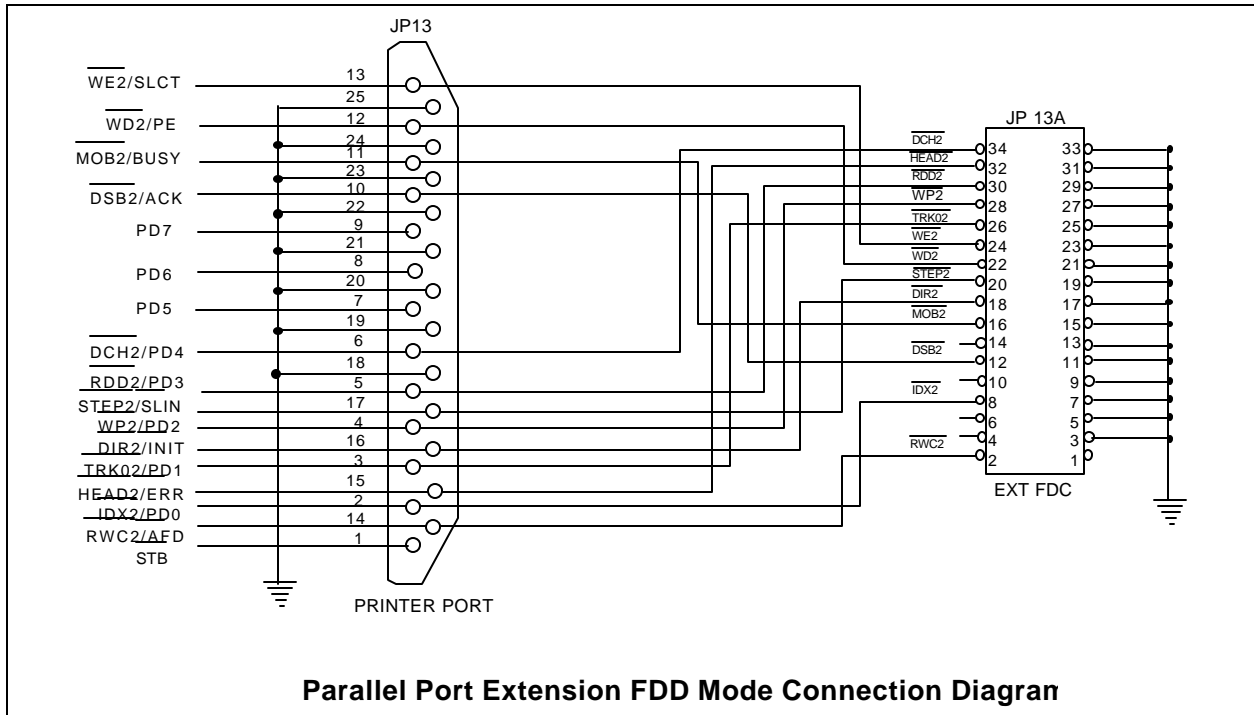 JP13
WE2/SLCT 13
25
WD2/PE 12
24
MOB2/BUSY 11
23
DSB2/ACK 10
22
PD7 9
21
PD6 8
20
PD5 7
19
DCH2/PD4 6
18
RDD2/PD3 5
STEP2/SLIN 17
WP2/PD2 4
DIR2/INIT 16
TRK02/PD1 3
HEAD2/ERR 15
IDX2/PD0 2
RWC2/AFD 14
STB 1
PRINTER PORT
JP 13A
DCH2 34 33
HEAD2 32 31
RDD2 30 29
WP2 28 27
TRK02 26 25
WE2 24 23
WD2 22 21
STEP2 20 19
DIR2 18 17
MOB2 16 15
14 13
DSB2 12 11
10 9
IDX2 8 7
6 5
4 3
RWC2 2 1
EXT FDC
Parallel Port Extension FDD Mode Connection Diagram